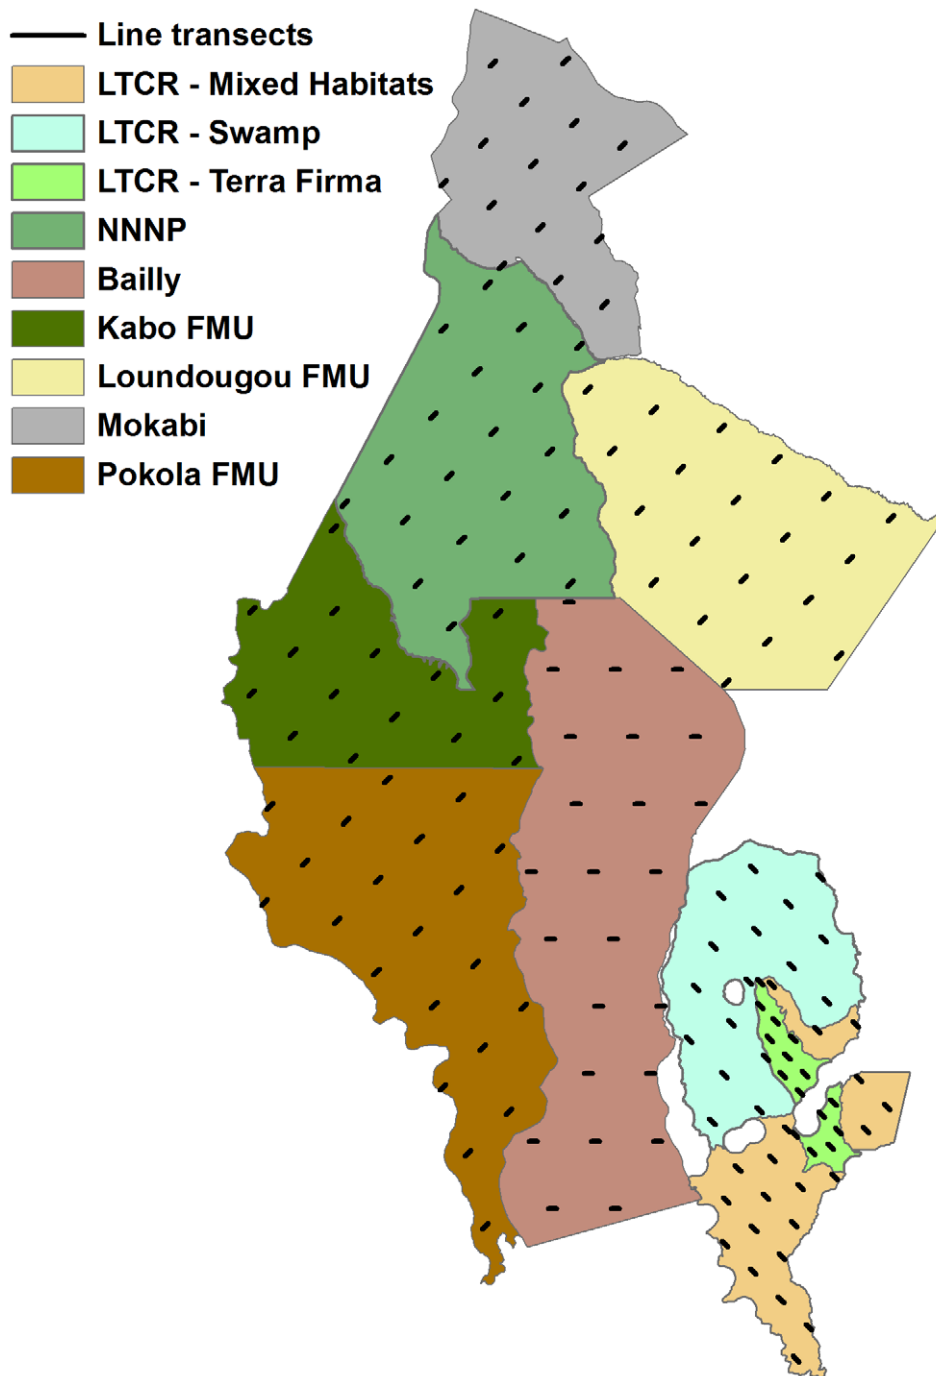 Line transects
LTCR - Mixed Habitats
LTCR - Swamp
LTCR - Terra Firma
NNNP
Bailly
Kabo FMU
Loundougou FMU
Mokabi
Pokola FMU